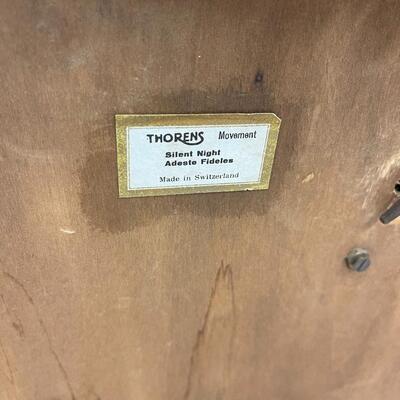 THORENS Movement
Silent Night
Adeste Fideles
Made in Switzerland